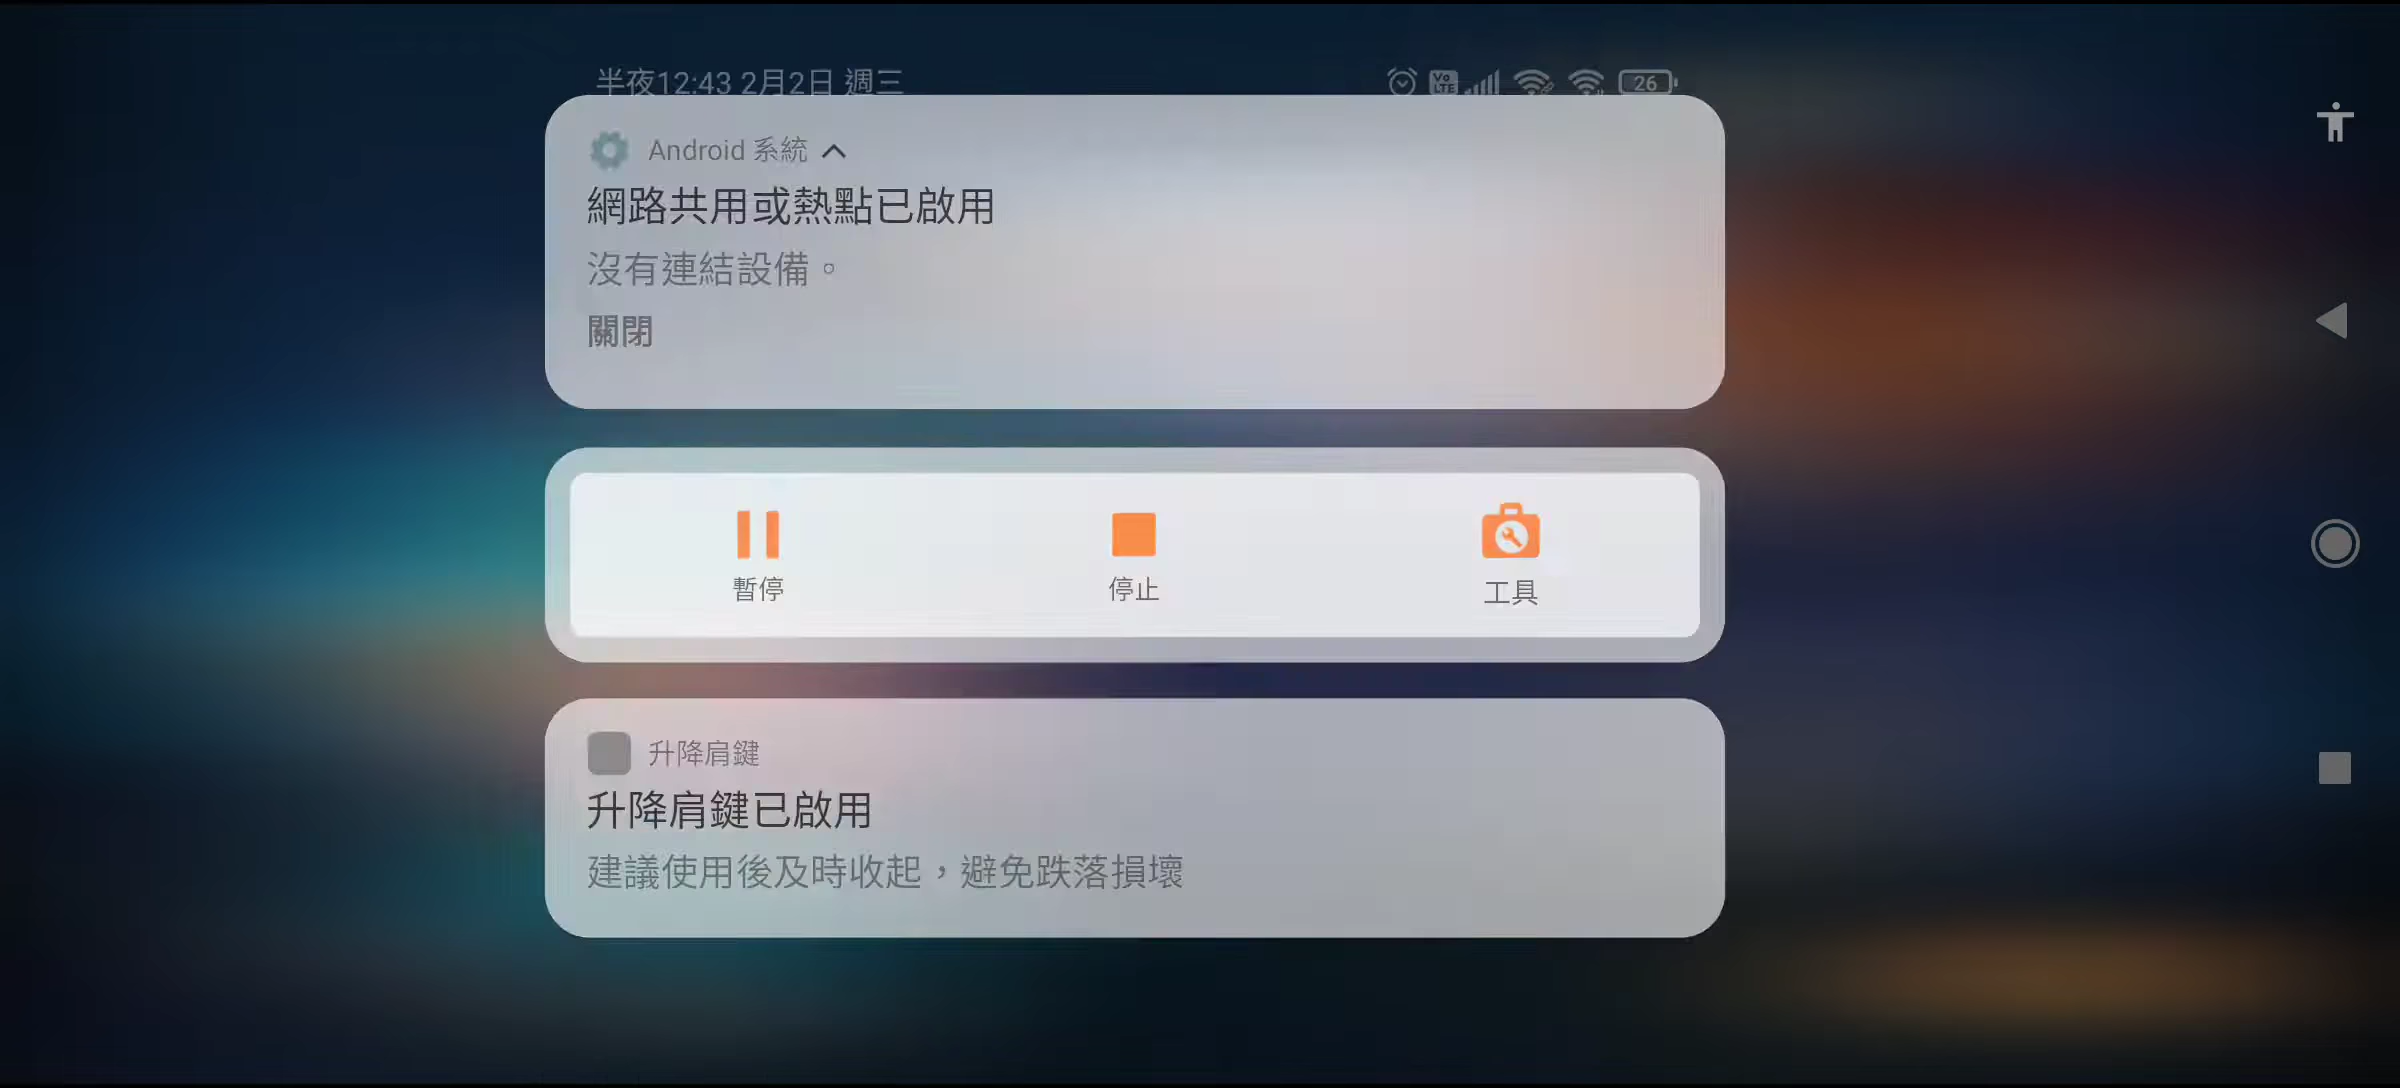 半夜12:43 2月2日 週三
Vo LTE
26
Android 系統
網路共用或熱點已啟用
沒有連結設備。
關閉
暫停
停止
工具
升降肩鍵
升降肩鍵已啟用
建議使用後及時收起，避免跌落損壞